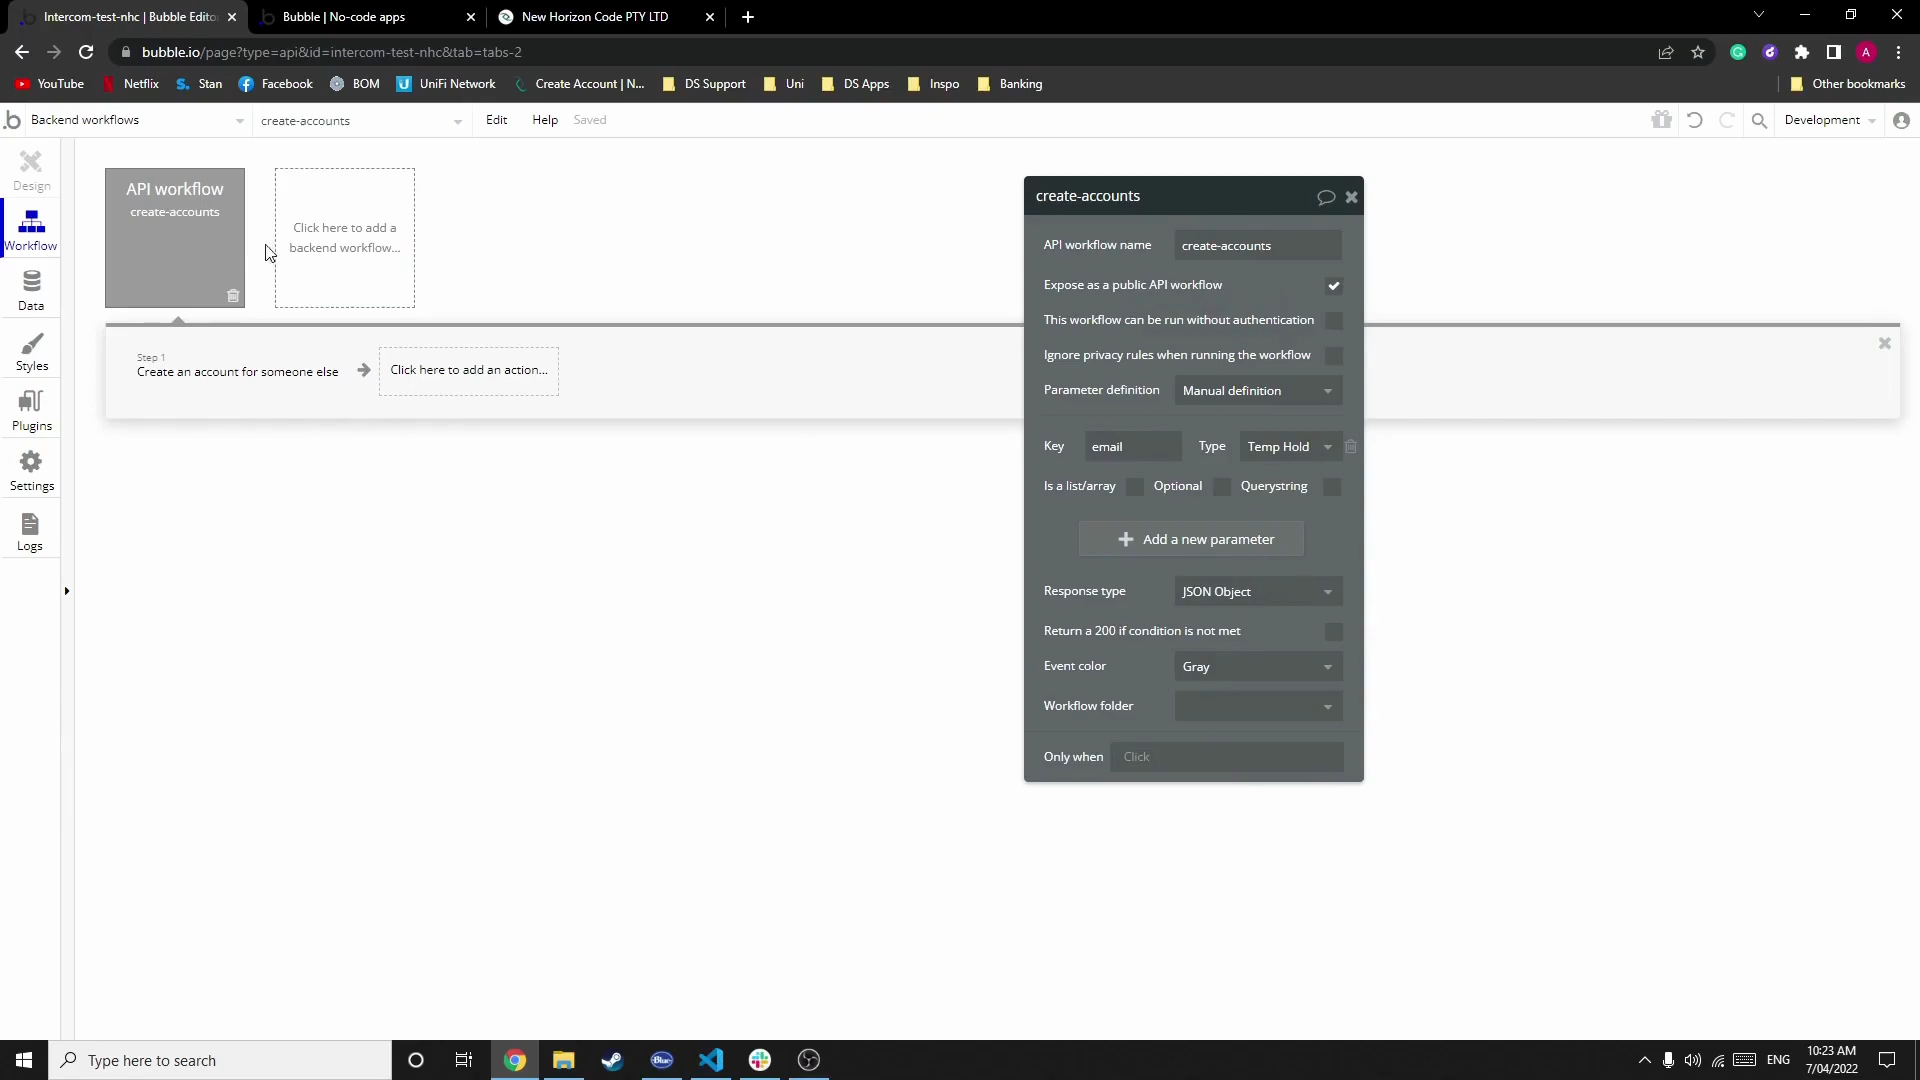 Intercom-test-nhc | Bubble Edito
Bubble | No-code apps
New Horizon Code PTY LTD
bubble.io/page?type=api&id=intercom-test-nhc&tab=tabs-2
A
YouTube
Netflix
Stan
Facebook
BOM
UniFi Network
Create Account | N...
DS Support
Uni
DS Apps
Inspo
Banking
Other bookmarks
Backend workflows
create-accounts
Edit
Help
Saved
Development
Design
Workflow
Data
Styles
Plugins
Settings
Logs
API workflow
create-accounts
Click here to add a
backend workflow...
Step 1
Create an account for someone else
Click here to add an action...
create-accounts
API workflow name
create-accounts
Expose as a public API workflow
This workflow can be run without authentication
Ignore privacy rules when running the workflow
Parameter definition
Manual definition
Key
email
Type
Temp Hold
Is a list/array
Optional
Querystring
Add a new parameter
Response type
JSON Object
Return a 200 if condition is not met
Event color
Gray
Workflow folder
Only when
Click
Type here to search
Blue
ENG
10:23 AM
7/04/2022